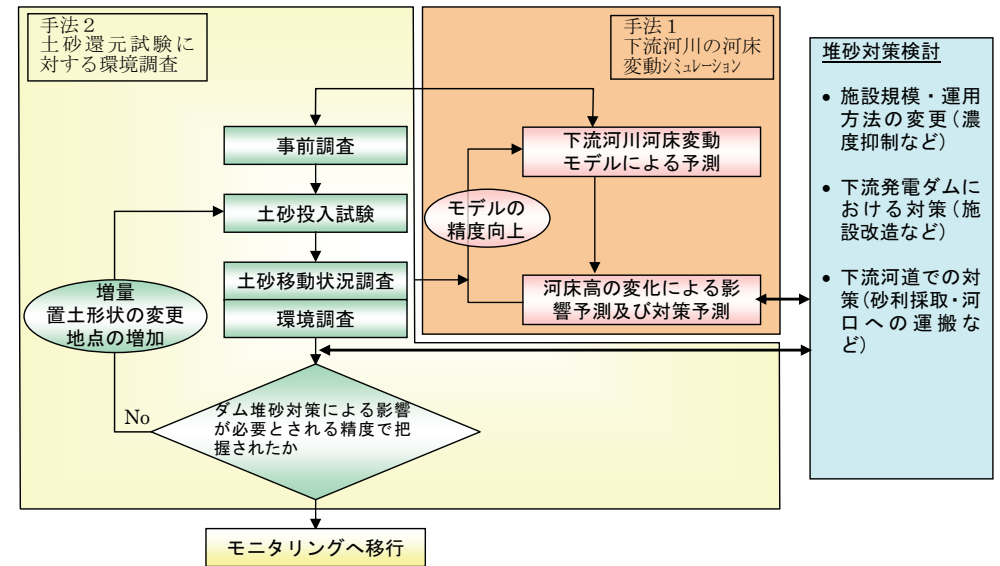 手法２
土砂還元試験に
対する環境調査
手法１
下流河川の河床
変動ｼﾐｭﾚｰｼｮﾝ
事前調査
土砂投入試験
土砂移動状況調査
環境調査
増量
置土形状の変更
地点の増加
No
ダム堆砂対策による影響
が必要とされる精度で把
握されたか
モニタリングへ移行
下流河川河床変動
モデルによる予測
モデルの
精度向上
河床高の変化による影
響予測及び対策予測
堆砂対策検討
• 施設規模・運用
方法の変更（濃
度抑制など）
• 下流発電ダムに
おける対策（施
設改造など）
• 下流河道での対
策（砂利採取・河
口への運搬な
ど）